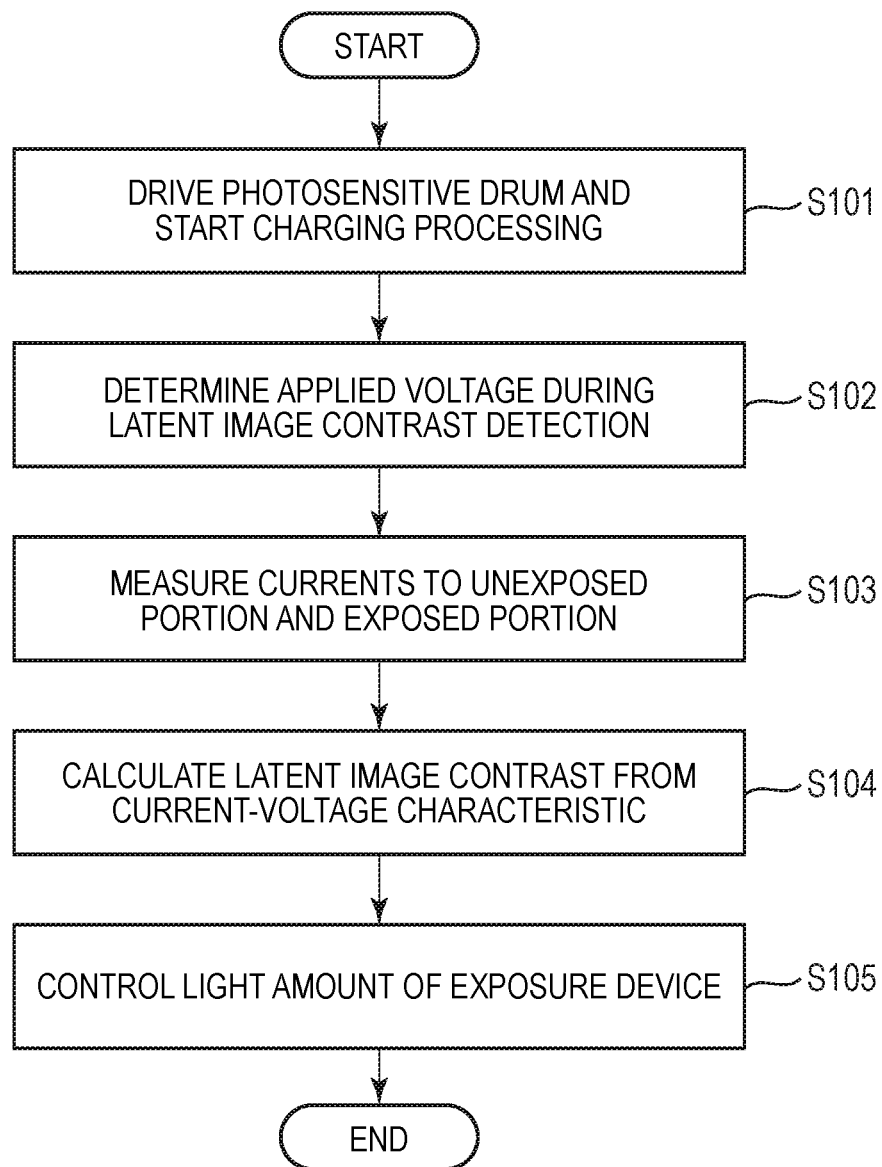 START
DRIVE PHOTOSENSITIVE DRUM AND
START CHARGING PROCESSING
S101
DETERMINE APPLIED VOLTAGE DURING
LATENT IMAGE CONTRAST DETECTION
S102
MEASURE CURRENTS TO UNEXPOSED
PORTION AND EXPOSED PORTION
S103
CALCULATE LATENT IMAGE CONTRAST FROM
CURRENT-VOLTAGE CHARACTERISTIC
S104
CONTROL LIGHT AMOUNT OF EXPOSURE DEVICE
S105
END